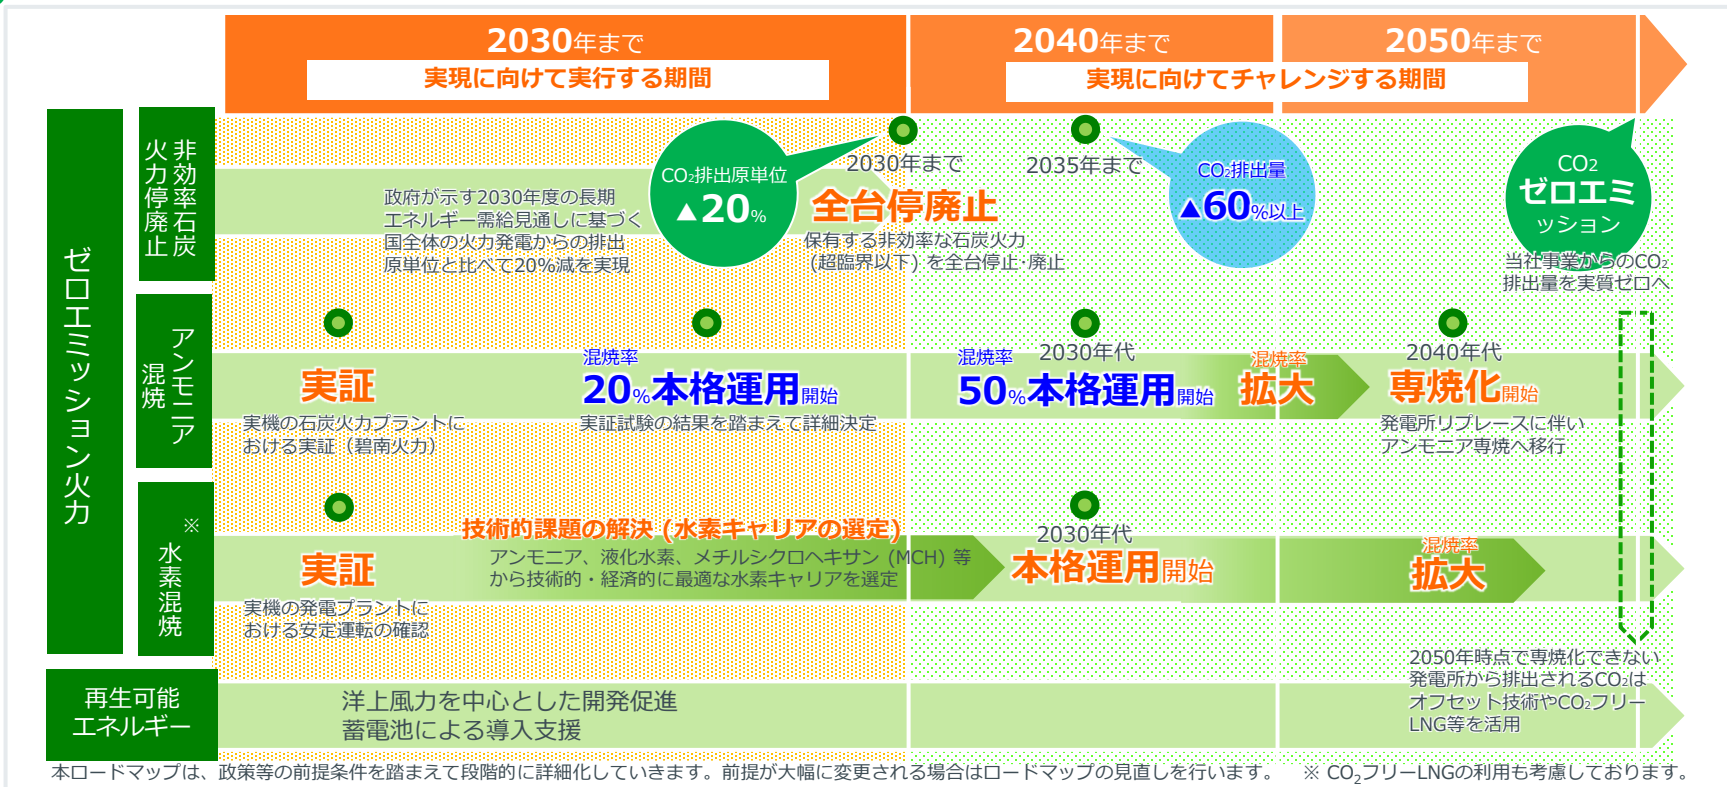 2030年まで
実現に向けて実行する期間
2040年まで
2050年まで
実現に向けてチャレンジする期間
ゼロエミッション火力
非効率石炭
火力停廃止
政府が示す2030年度の長期
エネルギー需給見通しに基づく
国全体の火力発電からの排出
原単位と比べて20%減を実現
CO₂排出原単位
▲20%
2030年まで
全台停廃止
保有する非効率な石炭火力
(超臨界以下) を全台停止･廃止
2035年まで
CO₂排出量
▲60%以上
CO₂
ゼロエミ
ッション
当社事業からのCO₂
排出量を実質ゼロへ
アンモニア
混焼
実証
実機の石炭火力プラントに
おける実証（碧南火力）
混焼率
20%本格運用開始
実証試験の結果を踏まえて詳細決定
2030年代
混焼率
50%本格運用開始
混焼率
拡大
2040年代
専焼化開始
発電所リプレースに伴い
アンモニア専焼へ移行
※
水素混焼
実証
実機の発電プラントに
おける安定運転の確認
技術的課題の解決 (水素キャリアの選定)
アンモニア、液化水素、メチルシクロヘキサン (MCH) 等
から技術的・経済的に最適な水素キャリアを選定
2030年代
本格運用開始
混焼率
拡大
再生可能
エネルギー
洋上風力を中心とした開発促進
蓄電池による導入支援
2050年時点で専焼化できない
発電所から排出されるCO₂は
オフセット技術やCO₂フリー
LNG等を活用
本ロードマップは、政策等の前提条件を踏まえて段階的に詳細化していきます。前提が大幅に変更される場合はロードマップの見直しを行います。 ※ CO₂フリーLNGの利用も考慮しております。